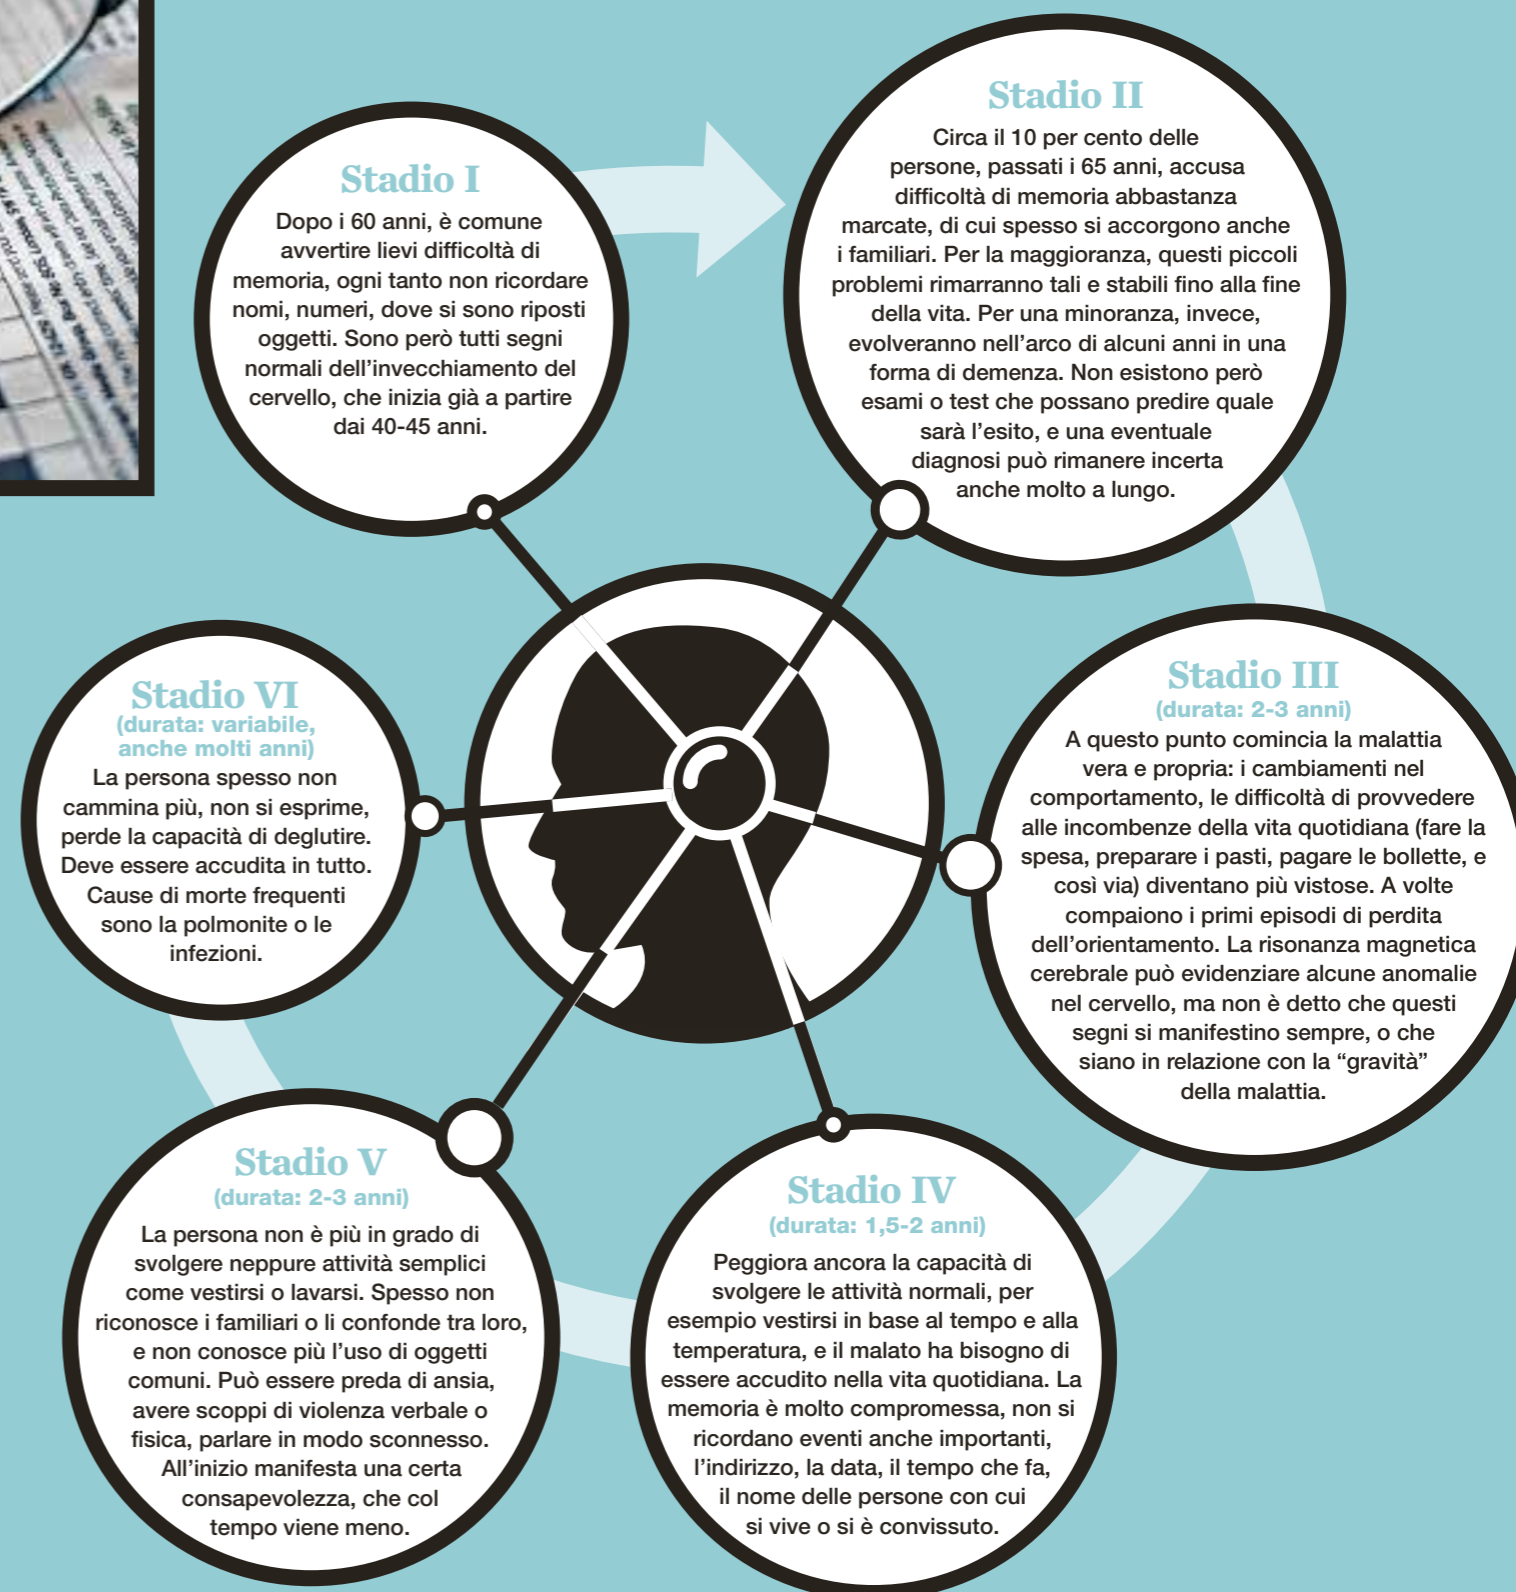 Stadio I
Dopo i 60 anni, è comune
avvertire lievi difficoltà di
memoria, ogni tanto non ricordare
nomi, numeri, dove si sono riposti
oggetti. Sono però tutti segni
normali dell’invecchiamento del
cervello, che inizia già a partire
dai 40-45 anni.
Stadio II
Circa il 10 per cento delle
persone, passati i 65 anni, accusa
difficoltà di memoria abbastanza
marcate, di cui spesso si accorgono anche
i familiari. Per la maggioranza, questi piccoli
problemi rimarranno tali e stabili fino alla fine
della vita. Per una minoranza, invece,
evolveranno nell’arco di alcuni anni in una
forma di demenza. Non esistono però
esami o test che possano predire quale
sarà l’esito, e una eventuale
diagnosi può rimanere incerta
anche molto a lungo.
Stadio III
(durata: 2-3 anni)
A questo punto comincia la malattia
vera e propria: i cambiamenti nel
comportamento, le difficoltà di provvedere
alle incombenze della vita quotidiana (fare la
spesa, preparare i pasti, pagare le bollette, e
così via) diventano più vistose. A volte
compaiono i primi episodi di perdita
dell’orientamento. La risonanza magnetica
cerebrale può evidenziare alcune anomalie
nel cervello, ma non è detto che questi
segni si manifestino sempre, o che
siano in relazione con la “gravità”
della malattia.
Stadio IV
(durata: 1,5-2 anni)
Peggiora ancora la capacità di
svolgere le attività normali, per
esempio vestirsi in base al tempo e alla
temperatura, e il malato ha bisogno di
essere accudito nella vita quotidiana. La
memoria è molto compromessa, non si
ricordano eventi anche importanti,
l’indirizzo, la data, il tempo che fa,
il nome delle persone con cui
si vive o si è convissuto.
Stadio V
(durata: 2-3 anni)
La persona non è più in grado di
svolgere neppure attività semplici
come vestirsi o lavarsi. Spesso non
riconosce i familiari o li confonde tra loro,
e non conosce più l’uso di oggetti
comuni. Può essere preda di ansia,
avere scoppi di violenza verbale o
fisica, parlare in modo sconnesso.
All’inizio manifesta una certa
consapevolezza, che col
tempo viene meno.
Stadio VI
(durata: variabile,
anche molti anni)
La persona spesso non
cammina più, non si esprime,
perde la capacità di deglutire.
Deve essere accudita in tutto.
Cause di morte frequenti
sono la polmonite o le
infezioni.